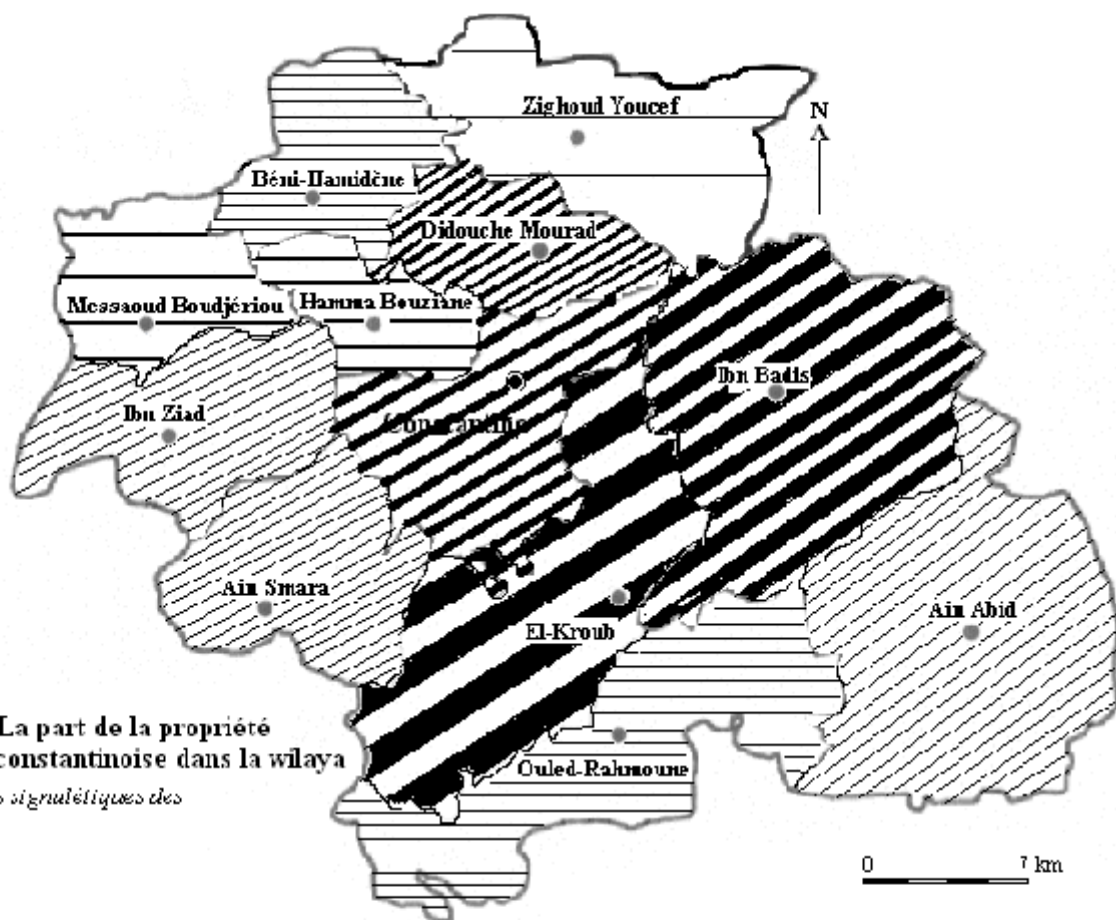 Zighoud Youcef
N
Béni-Hamidène
Didouche Mourad
Messaoud Boudjériou
Hamma Bouziane
Ibn Badis
Ibn Ziad
Constantine
Ain Smara
Ain Abid
El-Kroub
La part de la propriété
constantinoise dans la wilaya
signalétiques des
Ouled-Rahmoune
0 7 km